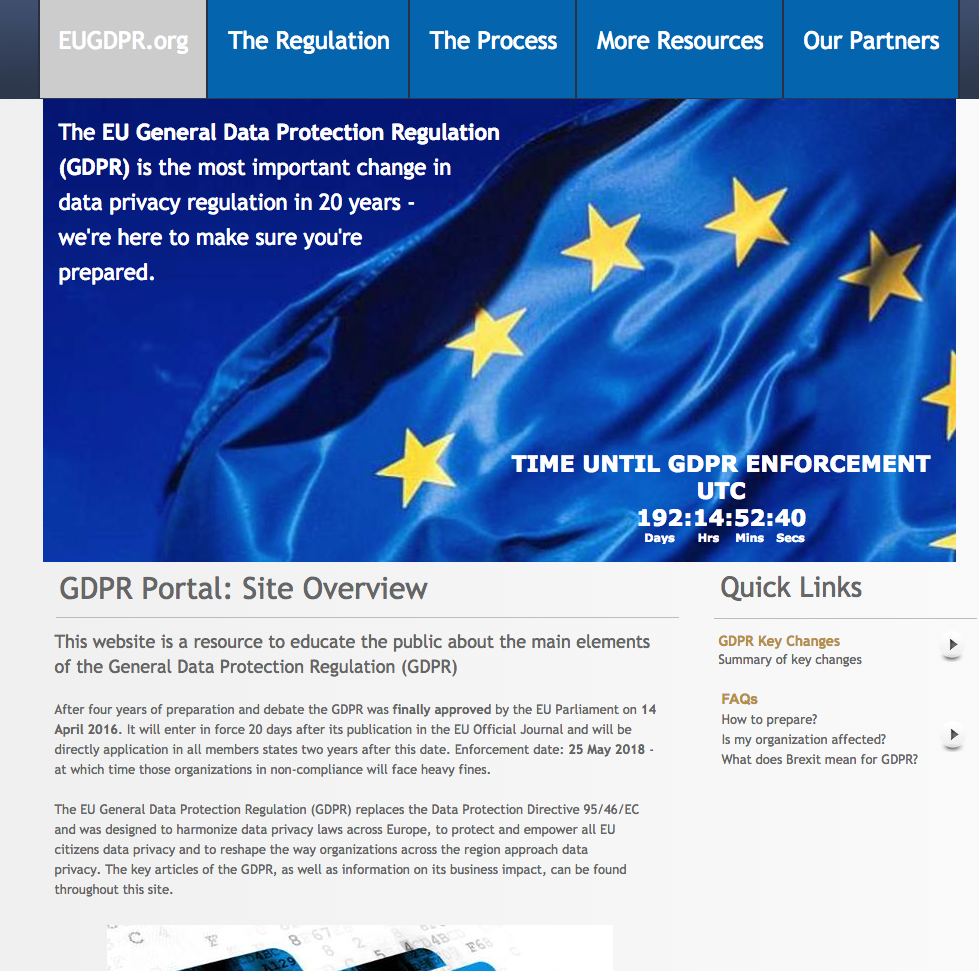 EUGDPR.org
The Regulation
The Process
More Resources
Our Partners
The EU General Data Protection Regulation
(GDPR) is the most important change in
data privacy regulation in 20 years -
we're here to make sure you're
prepared.
TIME UNTIL GDPR ENFORCEMENT
UTC
192:14:52:40
Days Hrs Mins Secs
GDPR Portal: Site Overview
This website is a resource to educate the public about the main elements
of the General Data Protection Regulation (GDPR)
After four years of preparation and debate the GDPR was finally approved by the EU Parliament on 14
April 2016. It will enter in force 20 days after its publication in the EU Official Journal and will be
directly application in all members states two years after this date. Enforcement date: 25 May 2018 -
at which time those organizations in non-compliance will face heavy fines.
The EU General Data Protection Regulation (GDPR) replaces the Data Protection Directive 95/46/EC
and was designed to harmonize data privacy laws across Europe, to protect and empower all EU
citizens data privacy and to reshape the way organizations across the region approach data
privacy. The key articles of the GDPR, as well as information on its business impact, can be found
throughout this site.
Quick Links
GDPR Key Changes
Summary of key changes
FAQs
How to prepare?
Is my organization affected?
What does Brexit mean for GDPR?